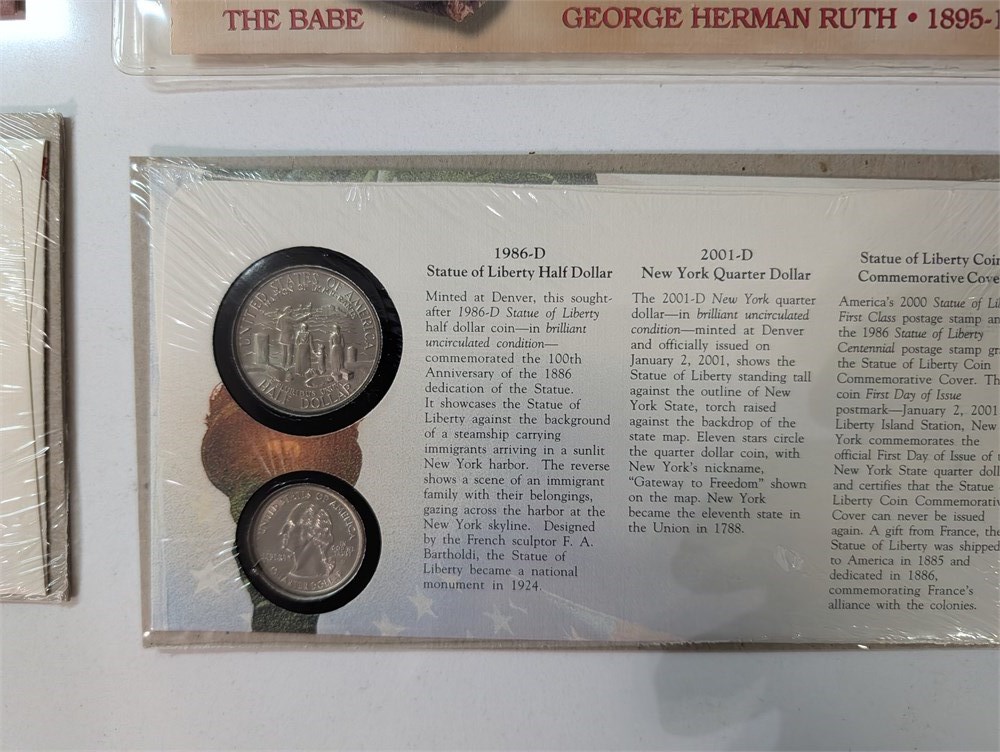 THE BABE
GEORGE HERMAN RUTH • 1895-
1986-D
Statue of Liberty Half Dollar
Minted at Denver, this sought-
after 1986-D Statue of Liberty
half dollar coin—in brilliant
uncirculated condition—
commemorated the 100th
Anniversary of the 1886
dedication of the Statue.
It showcases the Statue of
Liberty against the background
of a steamship carrying
immigrants arriving in a sunlit
New York harbor. The reverse
shows a scene of an immigrant
family with their belongings,
gazing across the harbor at the
New York skyline. Designed
by the French sculptor F. A.
Bartholdi, the Statue of
Liberty became a national
monument in 1924.
2001-D
New York Quarter Dollar
The 2001-D New York quarter
dollar—in brilliant uncirculated
condition—minted at Denver
and officially issued on
January 2, 2001, shows the
Statue of Liberty standing tall
against the outline of New
York State, torch raised
against the backdrop of the
state map. Eleven stars circle
the quarter dollar coin, with
New York's nickname,
"Gateway to Freedom" shown
on the map. New York
became the eleventh state in
the Union in 1788.
Statue of Liberty Coin
Commemorative Cove
America's 2000 Statue of Li
First Class postage stamp an
the 1986 Statue of Liberty
Centennial postage stamp gr
the Statue of Liberty Coin
Commemorative Cover. Th
coin First Day of Issue
postmark—January 2, 2001
Liberty Island Station, New
York commemorates the
official First Day of Issue of
New York State quarter doll
and certifies that the Statue
Liberty Coin Commemorati
Cover can never be issued
again. A gift from France, the
Statue of Liberty was shipped
to America in 1885 and
dedicated in 1886,
commemorating France's
alliance with the colonies.
UNITED STATES OF AMERICA
HALF DOLLAR